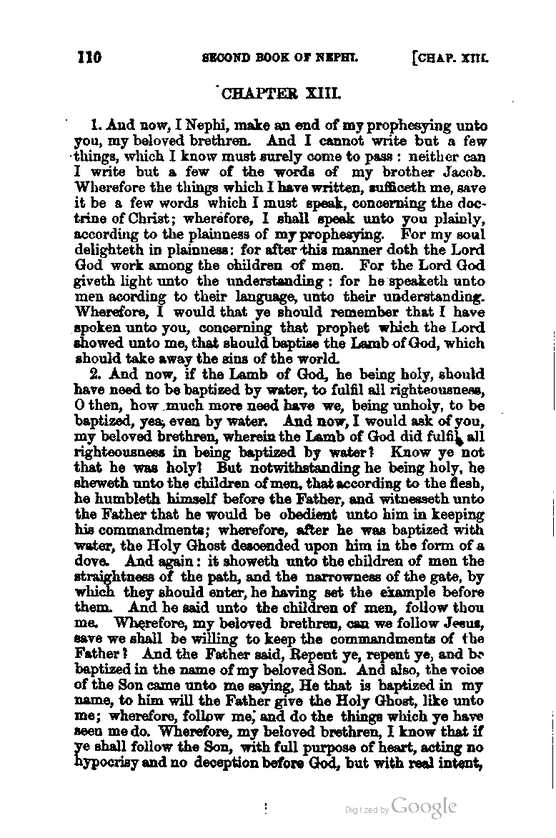 110 SECOND BOOK OF NEPHI. [CHAP. XIII.
CHAPTER XIII.
1. And now, I Nephi, make an end of my prophesying unto
you, my beloved brethren. And I cannot write but a few
things, which I know must surely come to pass: neither can
I write but a few of the words of my brother Jacob.
Wherefore the things which I have written, sufficeth me, save
it be a few words which I must speak, concerning the doc-
trine of Christ; wherefore, I shall speak unto you plainly,
according to the plainness of my prophesying. For my soul
delighteth in plainness: for after this manner doth the Lord
God work among the children of men. For the Lord God
giveth light unto the understanding: for he speaketh unto
men acording to their language, unto their understanding.
Wherefore, I would that ye should remember that I have
spoken unto you, concerning that prophet which the Lord
showed unto me, that should baptise the Lamb of God, which
should take away the sins of the world.
2. And now, if the Lamb of God, he being holy, should
have need to be baptized by water, to fulfil all righteousness,
O then, how much more need have we, being unholy, to be
baptized, yea, even by water. And now, I would ask of you,
my beloved brethren, wherein the Lamb of God did fulfil all
righteousness in being baptized by water? Know ye not
that he was holy? But notwithstanding he being holy, he
sheweth unto the children of men, that according to the flesh,
he humbleth himself before the Father, and witnesseth unto
the Father that he would be obedient unto him in keeping
his commandments; wherefore, after he was baptized with
water, the Holy Ghost descended upon him in the form of a
dove. And again: it showeth unto the children of men the
straightness of the path, and the narrowness of the gate, by
which they should enter, he having set the example before
them. And he said unto the children of men, follow thou
me. Wherefore, my beloved brethren, can we follow Jesus,
save we shall be willing to keep the commandments of the
Father? And the Father said, Repent ye, repent ye, and be
baptized in the name of my beloved Son. And also, the voice
of the Son came unto me saying, He that is baptized in my
name, to him will the Father give the Holy Ghost, like unto
me; wherefore, follow me, and do the things which ye have
seen me do. Wherefore, my beloved brethren, I know that if
ye shall follow the Son, with full purpose of heart, acting no
hypocrisy and no deception before God, but with real intent,
Digitized by Google